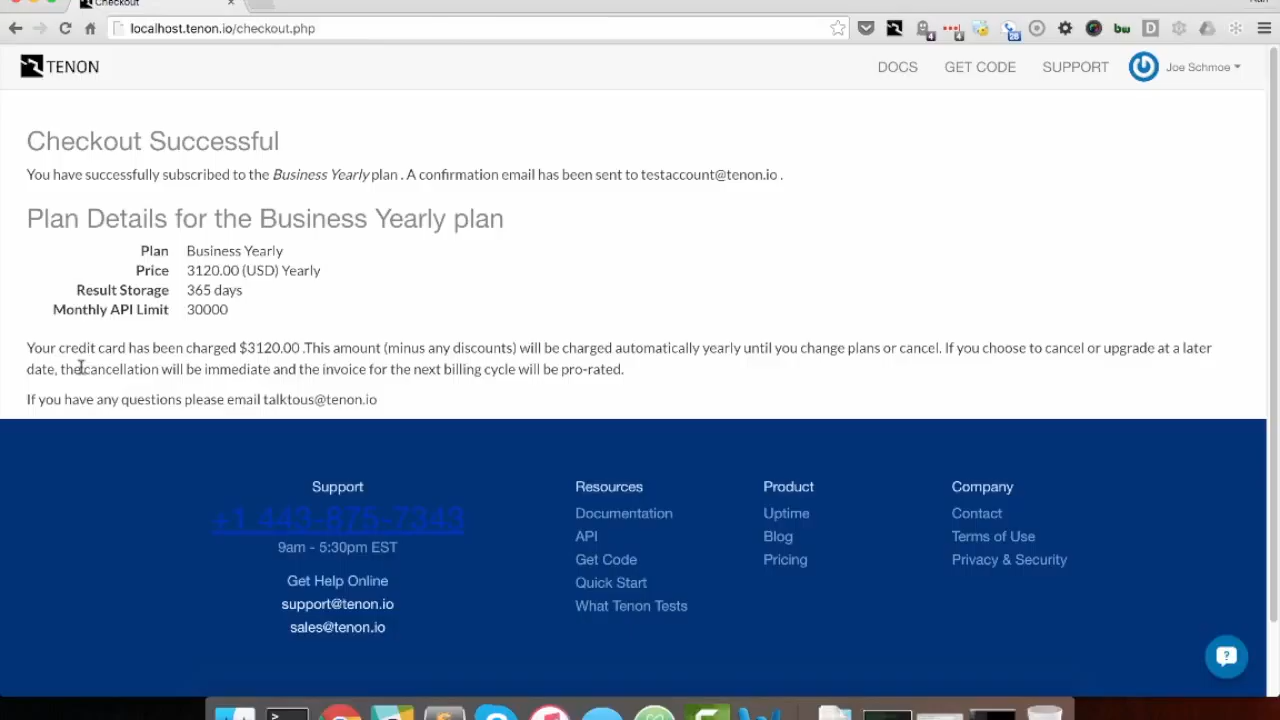 Checkout
localhost.tenon.io/checkout.php
4
4
28
bw
D
TENON
DOCS
GET CODE
SUPPORT
Joe Schmoe
Checkout Successful
You have successfully subscribed to the Business Yearly plan . A confirmation email has been sent to testaccount@tenon.io .
Plan Details for the Business Yearly plan
Plan Business Yearly
Price 3120.00 (USD) Yearly
Result Storage 365 days
Monthly API Limit 30000
Your credit card has been charged $3120.00 .This amount (minus any discounts) will be charged automatically yearly until you change plans or cancel. If you choose to cancel or upgrade at a later
date, the cancellation will be immediate and the invoice for the next billing cycle will be pro-rated.
If you have any questions please email talktous@tenon.io
Support
+1 443-875-7343
9am - 5:30pm EST
Get Help Online
support@tenon.io
sales@tenon.io
Resources
Documentation
API
Get Code
Quick Start
What Tenon Tests
Product
Uptime
Blog
Pricing
Company
Contact
Terms of Use
Privacy & Security